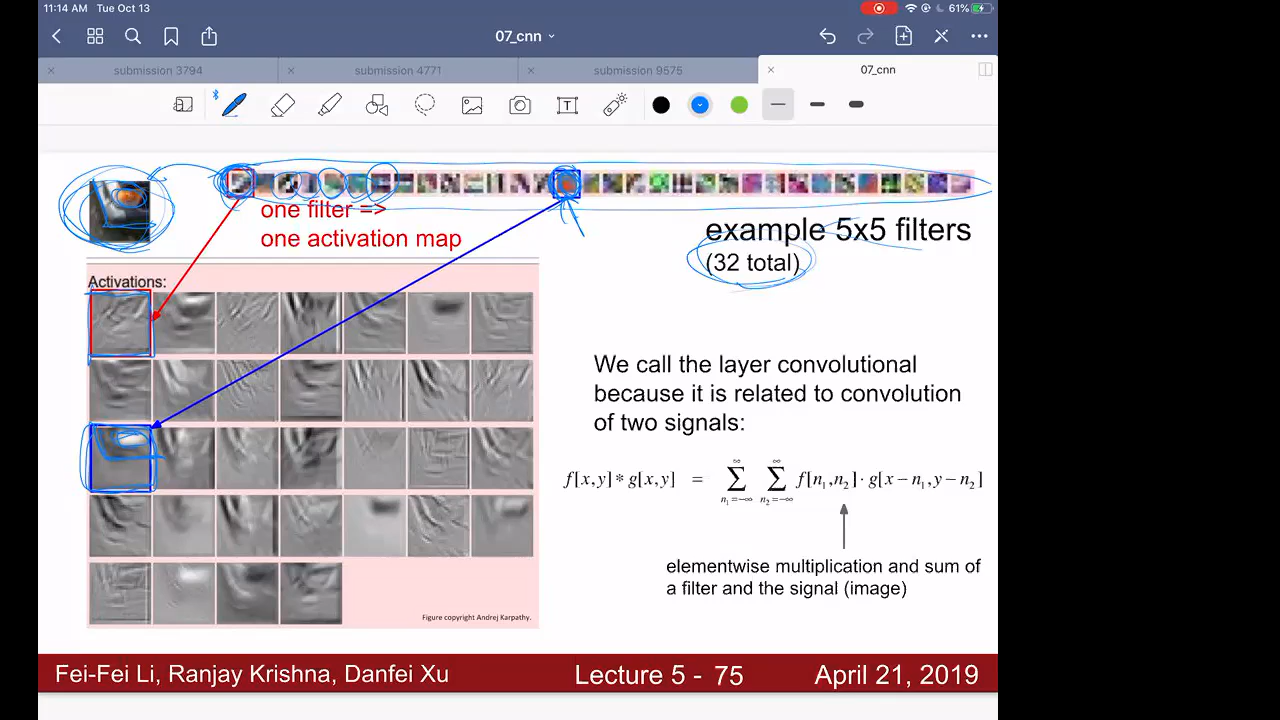 11:14 AM Tue Oct 13
61%
07_cnn
submission 3794
submission 4771
submission 9575
07_cnn
T
one filter =>
one activation map
example 5x5 filters
(32 total)
Activations:
We call the layer convolutional
because it is related to convolution
of two signals:
f[x,y]*g[x,y] = ∑ n₁=-∞ ∞ ∑ n₂=-∞ ∞ f[n₁,n₂]·g[x−n₁,y−n₂]
elementwise multiplication and sum of
a filter and the signal (image)
Figure copyright Andrej Karpathy.
Fei-Fei Li, Ranjay Krishna, Danfei Xu
Lecture 5 - 75
April 21, 2019